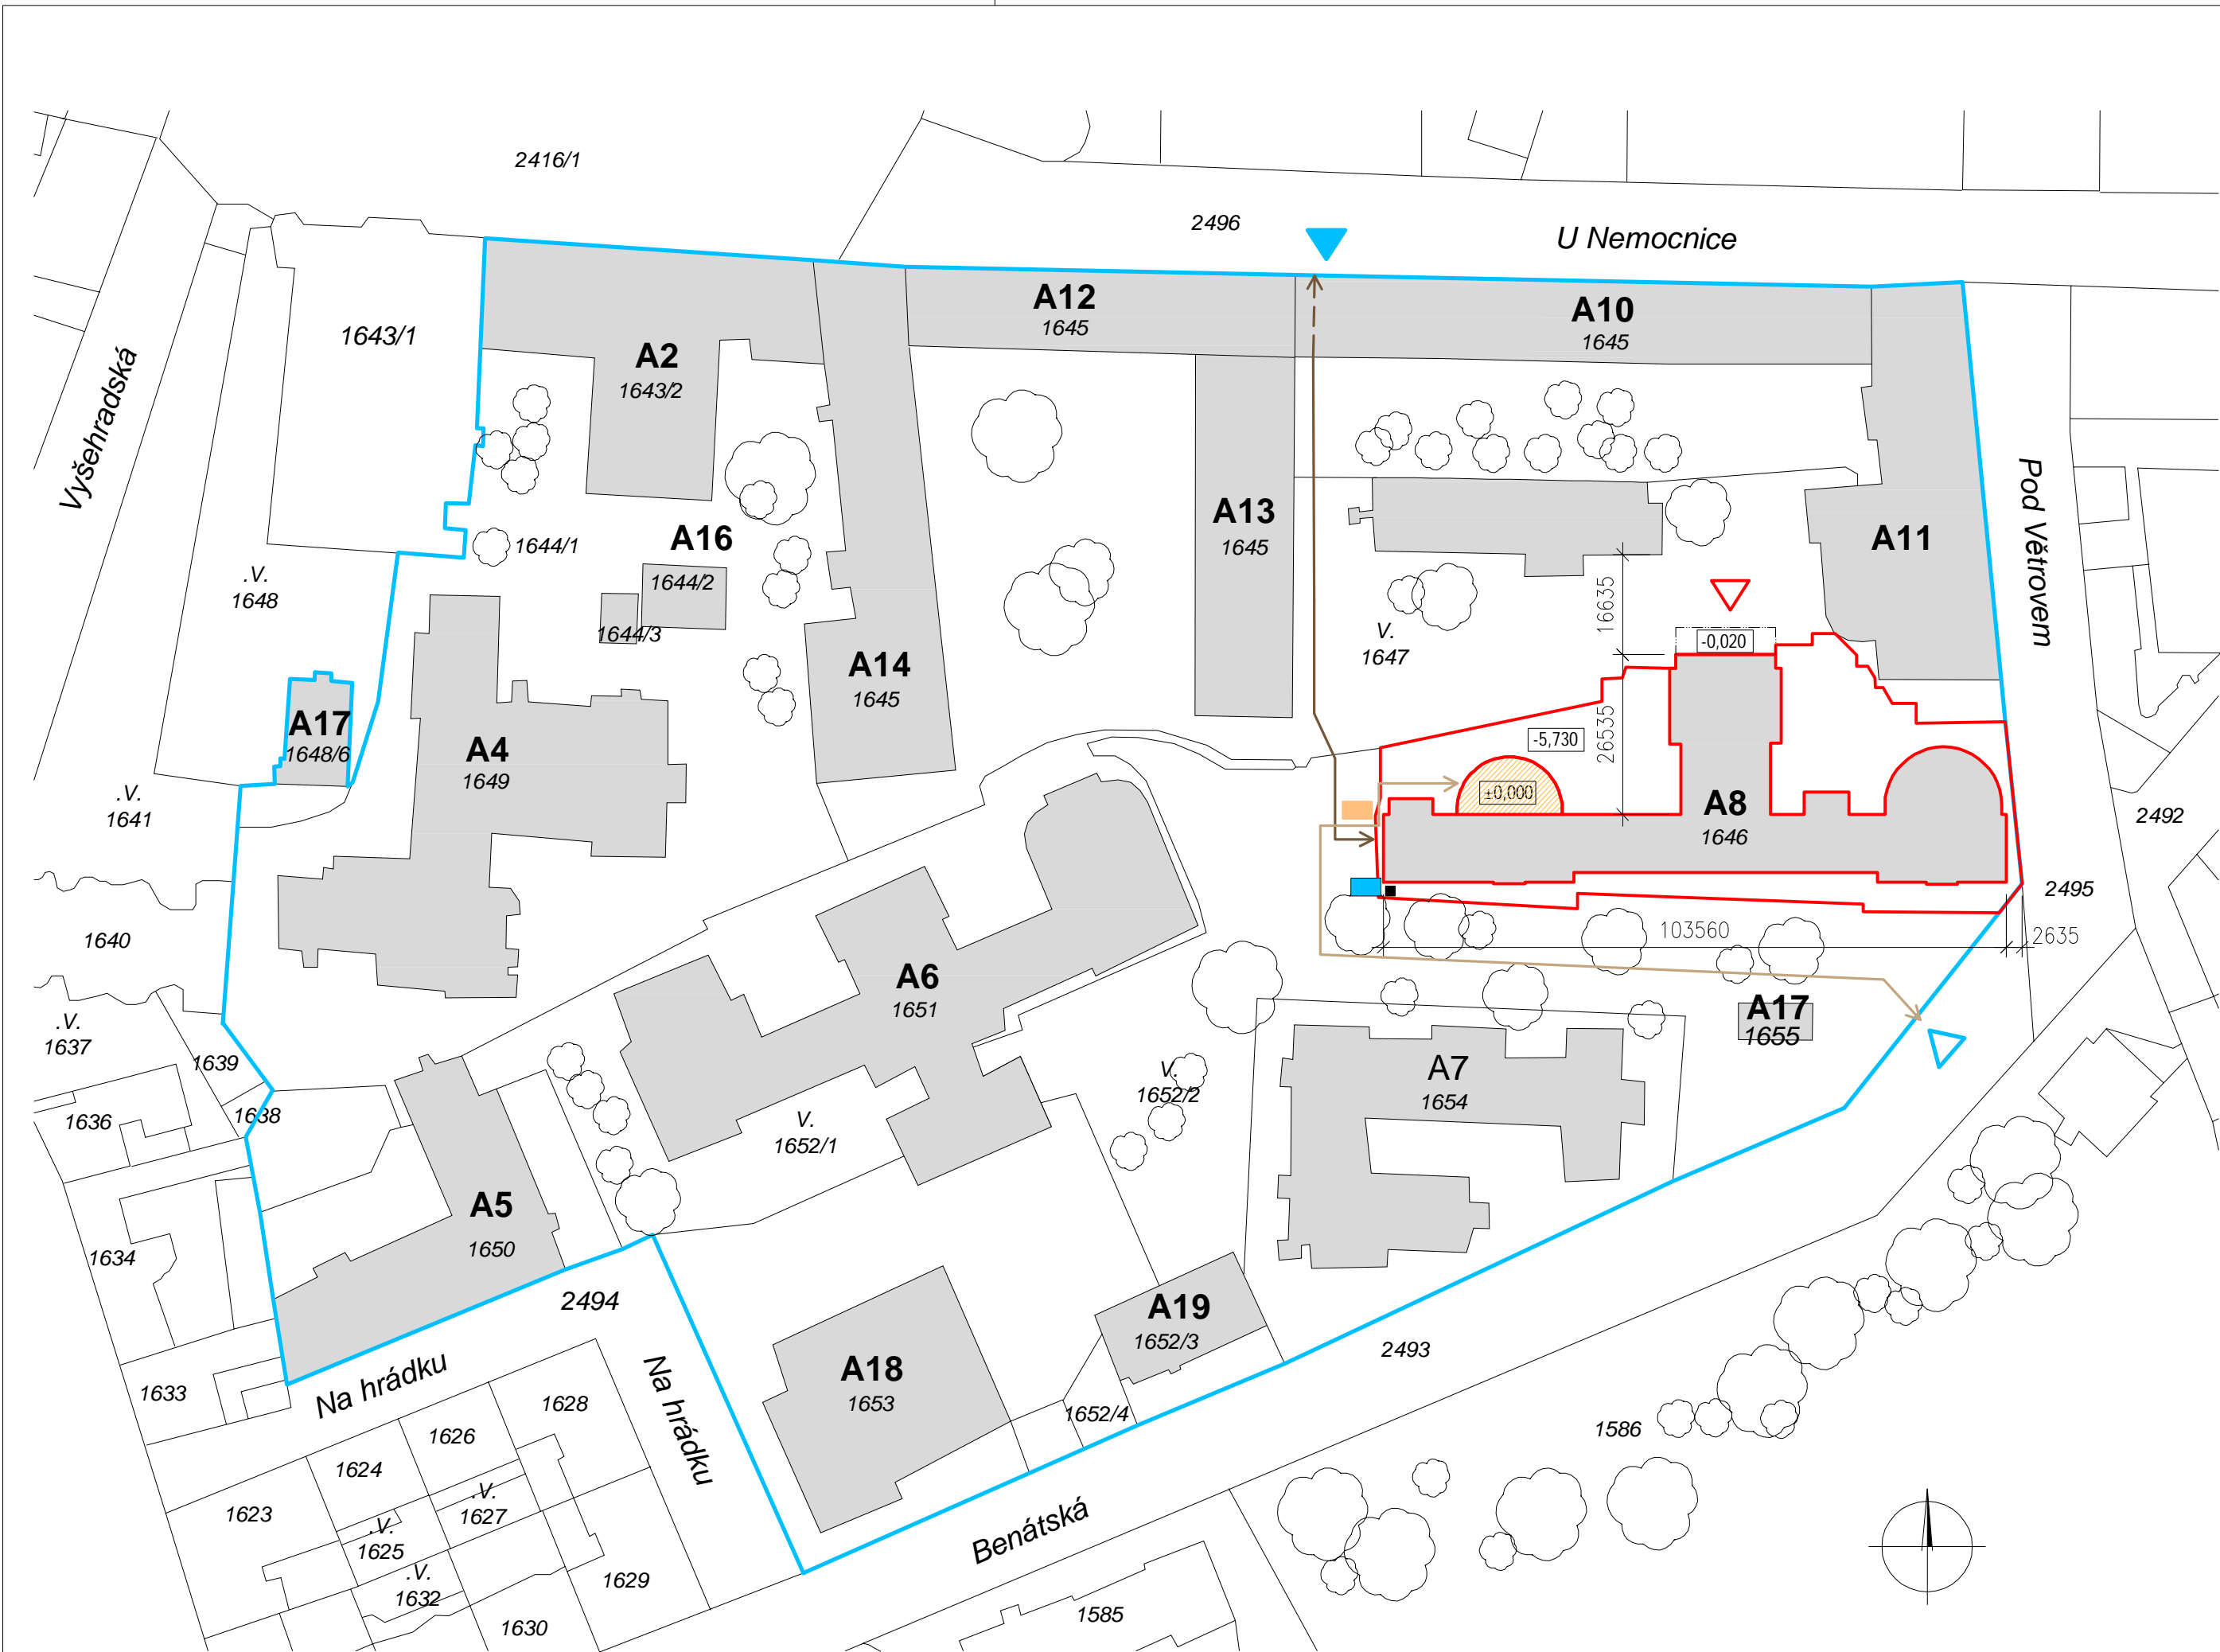 2416/1
2496
U Nemocnice
A12
1645
A10
1645
1643/1
A2
1643/2
Vyšehradská
Pod Větrovem
A16
1644/1
1644/2
1644/3
A13
1645
A11
.V.
1648
16635
V.
1647
-0,020
A14
1645
A17
1648/6
A4
1649
26535
-5,730
±0,000
A8
1646
.V.
1641
2492
2495
1640
103560
2635
A6
1651
A17
1655
.V.
1637
1639
1638
1636
A7
1654
V.
1652/2
V.
1652/1
A5
1650
1634
2494
A19
1652/3
2493
A18
1653
1633
Na hrádku
Na hrádku
1628
1652/4
1626
1586
1624
.V.
1627
1623
Benátská
.V.
1625
.V.
1632
1629
1630
1585